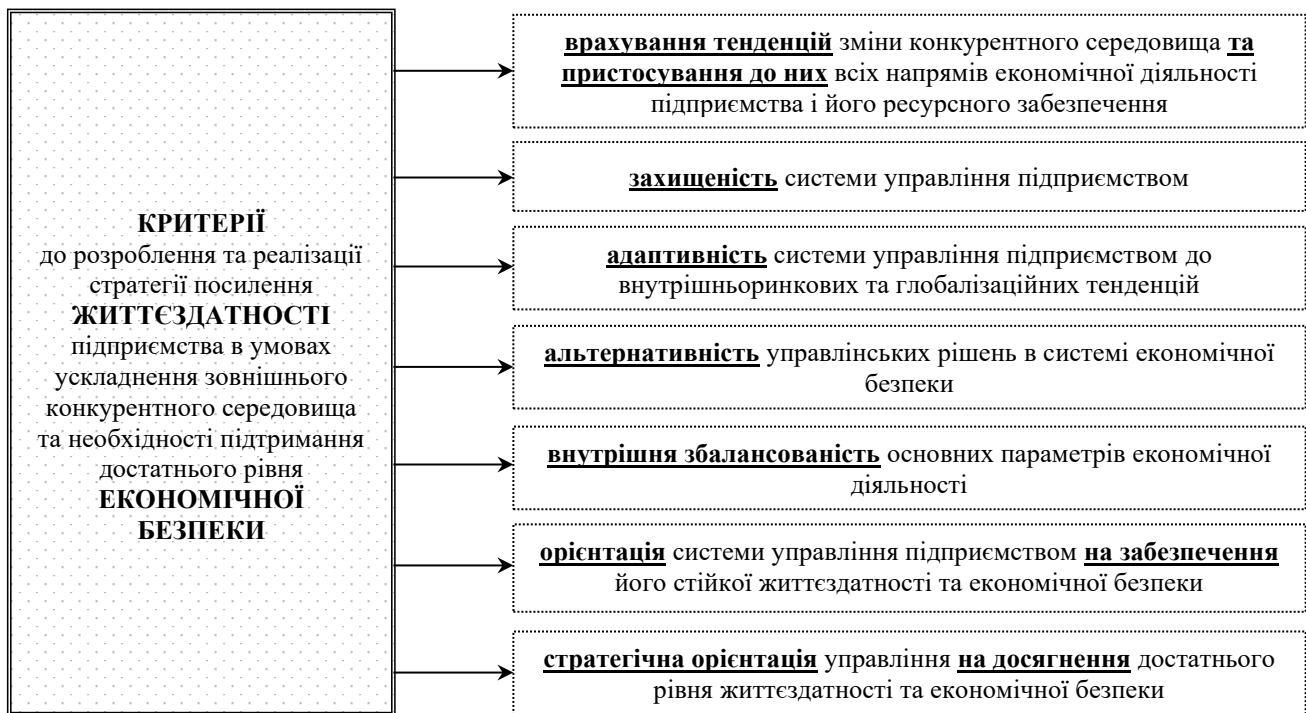 КРИТЕРІЇ
до розроблення та реалізації
стратегії посилення
ЖИТТЄЗДАТНОСТІ
підприємства в умовах
ускладнення зовнішнього
конкурентного середовища
та необхідності підтримання
достатнього рівня
ЕКОНОМІЧНОЇ
БЕЗПЕКИ
врахування тенденцій зміни конкурентного середовища та
пристосування до них всіх напрямів економічної діяльності
підприємства і його ресурсного забезпечення
захищеність системи управління підприємством
адаптивність системи управління підприємством до
внутрішньоринкових та глобалізаційних тенденцій
альтернативність управлінських рішень в системі економічної
безпеки
внутрішня збалансованість основних параметрів економічної
діяльності
орієнтація системи управління підприємством на забезпечення
його стійкої життєздатності та економічної безпеки
стратегічна орієнтація управління на досягнення достатнього
рівня життєздатності та економічної безпеки